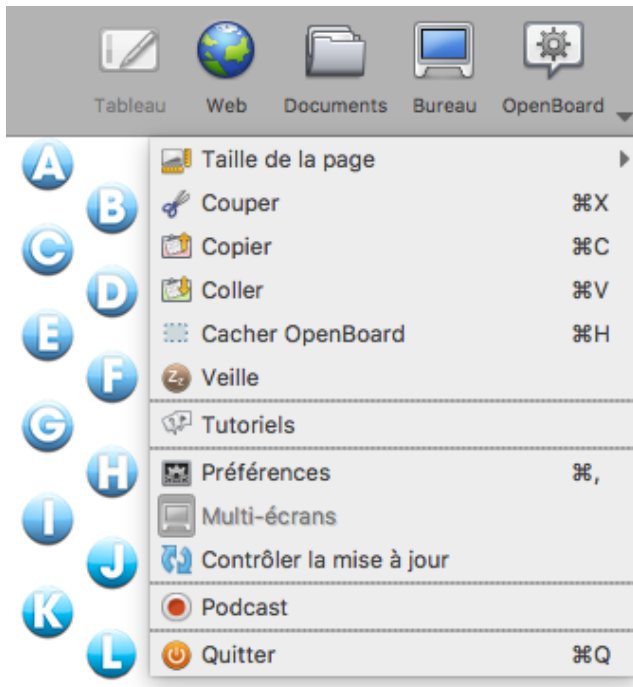 Tableau Web Documents Bureau OpenBoard
A Taille de la page
B Couper ⌘X
C Copier ⌘C
D Coller ⌘V
E Cacher OpenBoard ⌘H
F Veille
G Tutoriels
H Préférences ⌘,
I Multi-écrans
J Contrôler la mise à jour
K Podcast
L Quitter ⌘Q